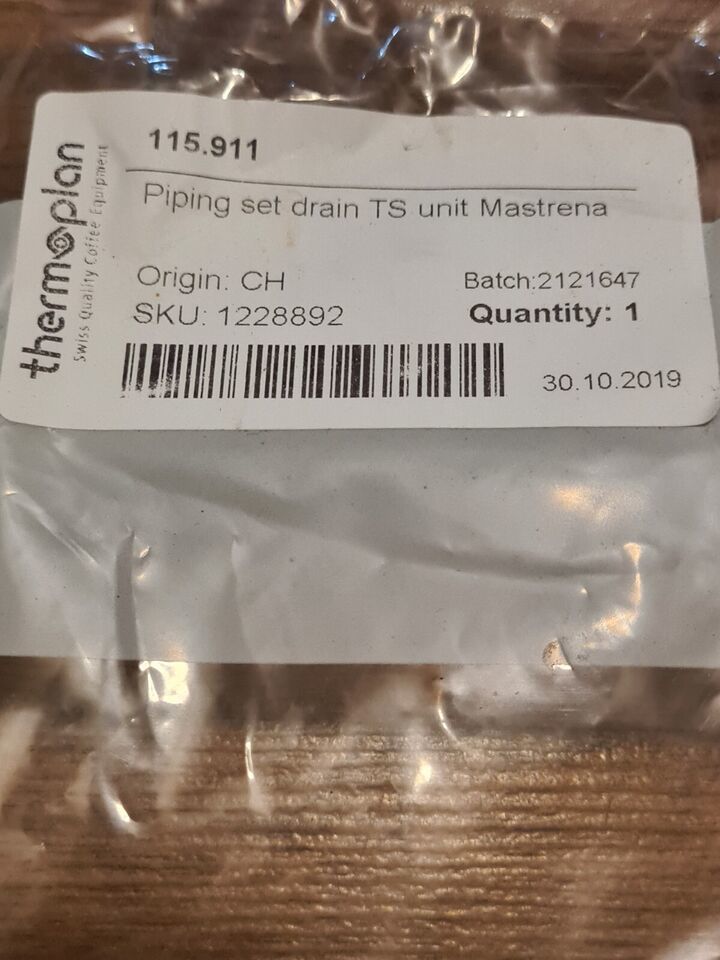 115.911
Piping set drain TS unit Mastrena
Origin: CH
Batch:2121647
SKU: 1228892
Quantity: 1
30.10.2019
thermoplan
Swiss Quality Coffee Equipment